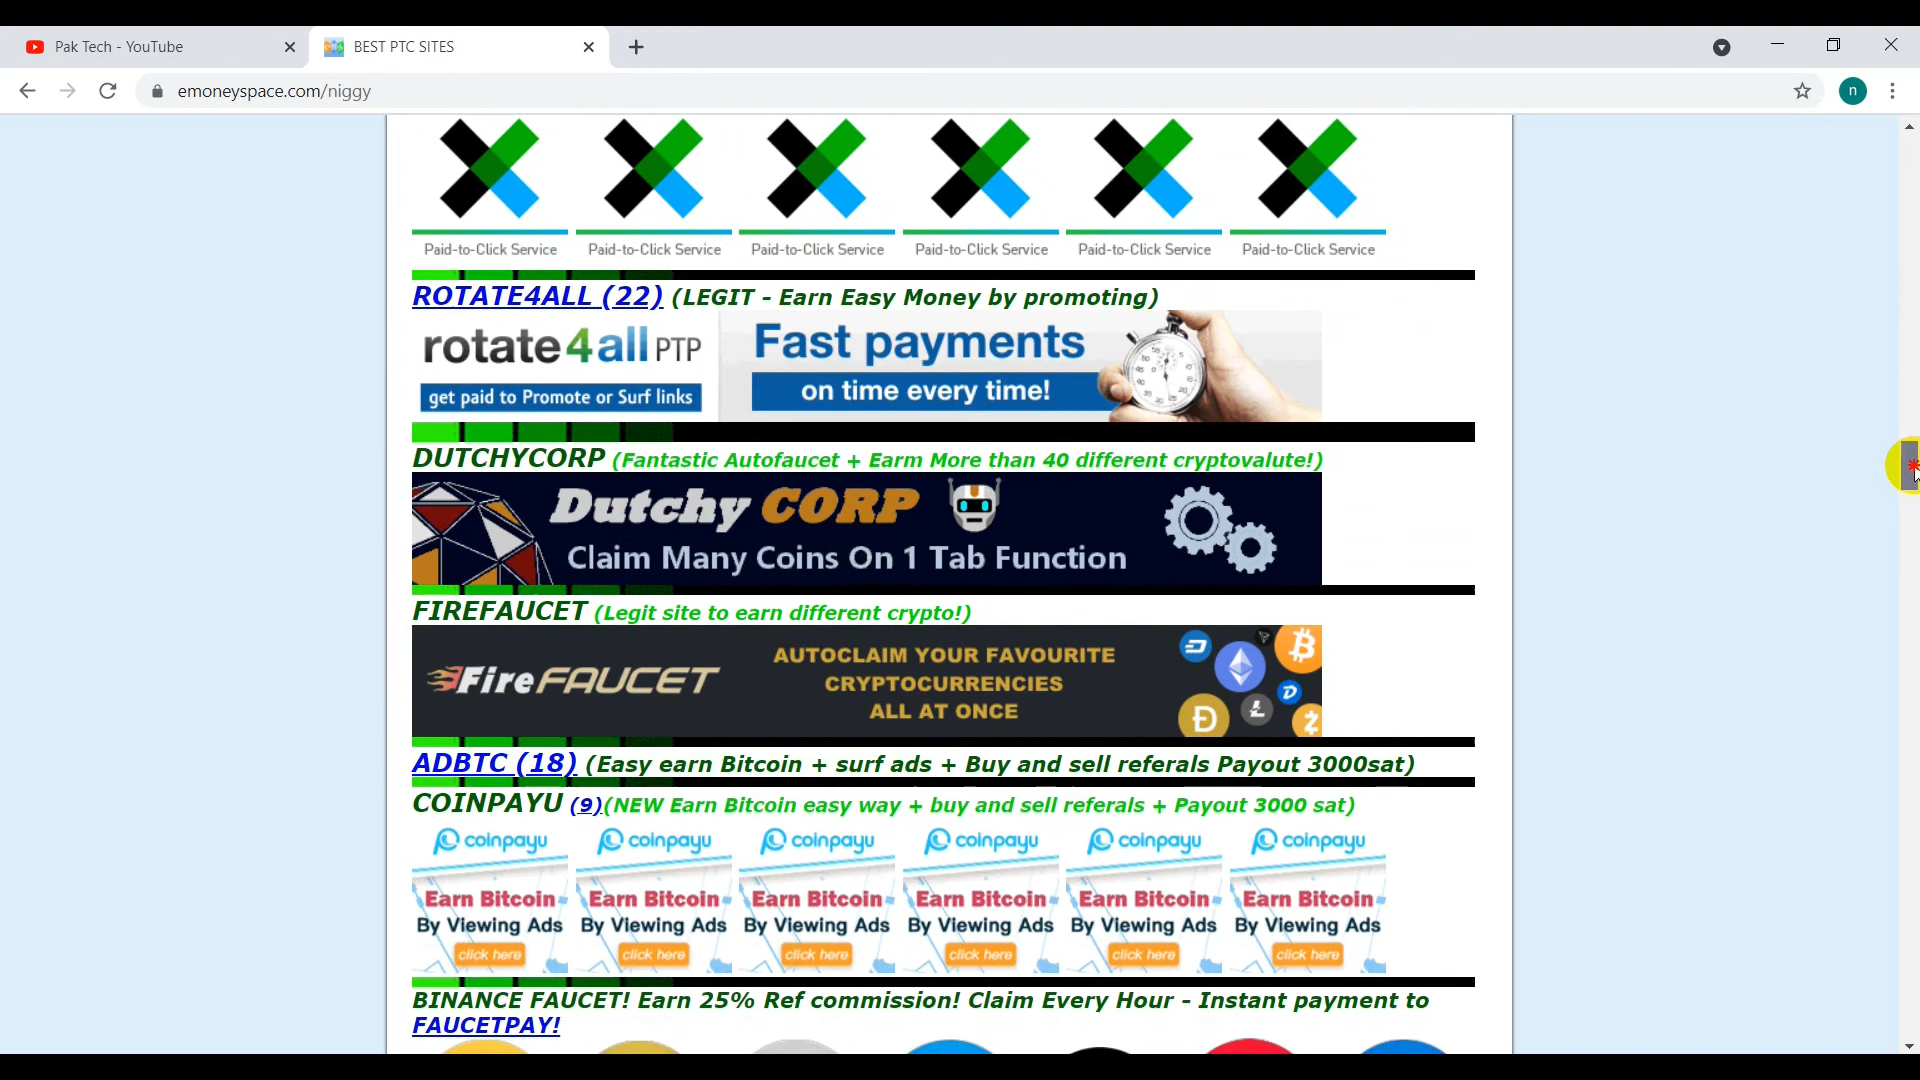 Pak Tech - YouTube
BEST PTC SITES
emoneyspace.com/niggy
n
Paid-to-Click Service Paid-to-Click Service Paid-to-Click Service Paid-to-Click Service Paid-to-Click Service Paid-to-Click Service
ROTATE4ALL (22) (LEGIT - Earn Easy Money by promoting)
rotate4all PTP
get paid to Promote or Surf links
Fast payments
on time every time!
DUTCHYCORP (Fantastic Autofaucet + Earm More than 40 different cryptovalute!)
Dutchy CORP
Claim Many Coins On 1 Tab Function
FIREFAUCET (Legit site to earn different crypto!)
FireFAUCET
AUTOCLAIM YOUR FAVOURITE
CRYPTOCURRENCIES
ALL AT ONCE
ADBTC (18) (Easy earn Bitcoin + surf ads + Buy and sell referals Payout 3000sat)
COINPAYU (9)(NEW Earn Bitcoin easy way + buy and sell referals + Payout 3000 sat)
coinpayu coinpayu coinpayu coinpayu coinpayu coinpayu
Earn Bitcoin Earn Bitcoin Earn Bitcoin Earn Bitcoin Earn Bitcoin Earn Bitcoin
By Viewing Ads By Viewing Ads By Viewing Ads By Viewing Ads By Viewing Ads By Viewing Ads
click here click here click here click here click here click here
BINANCE FAUCET! Earn 25% Ref commission! Claim Every Hour - Instant payment to
FAUCETPAY!